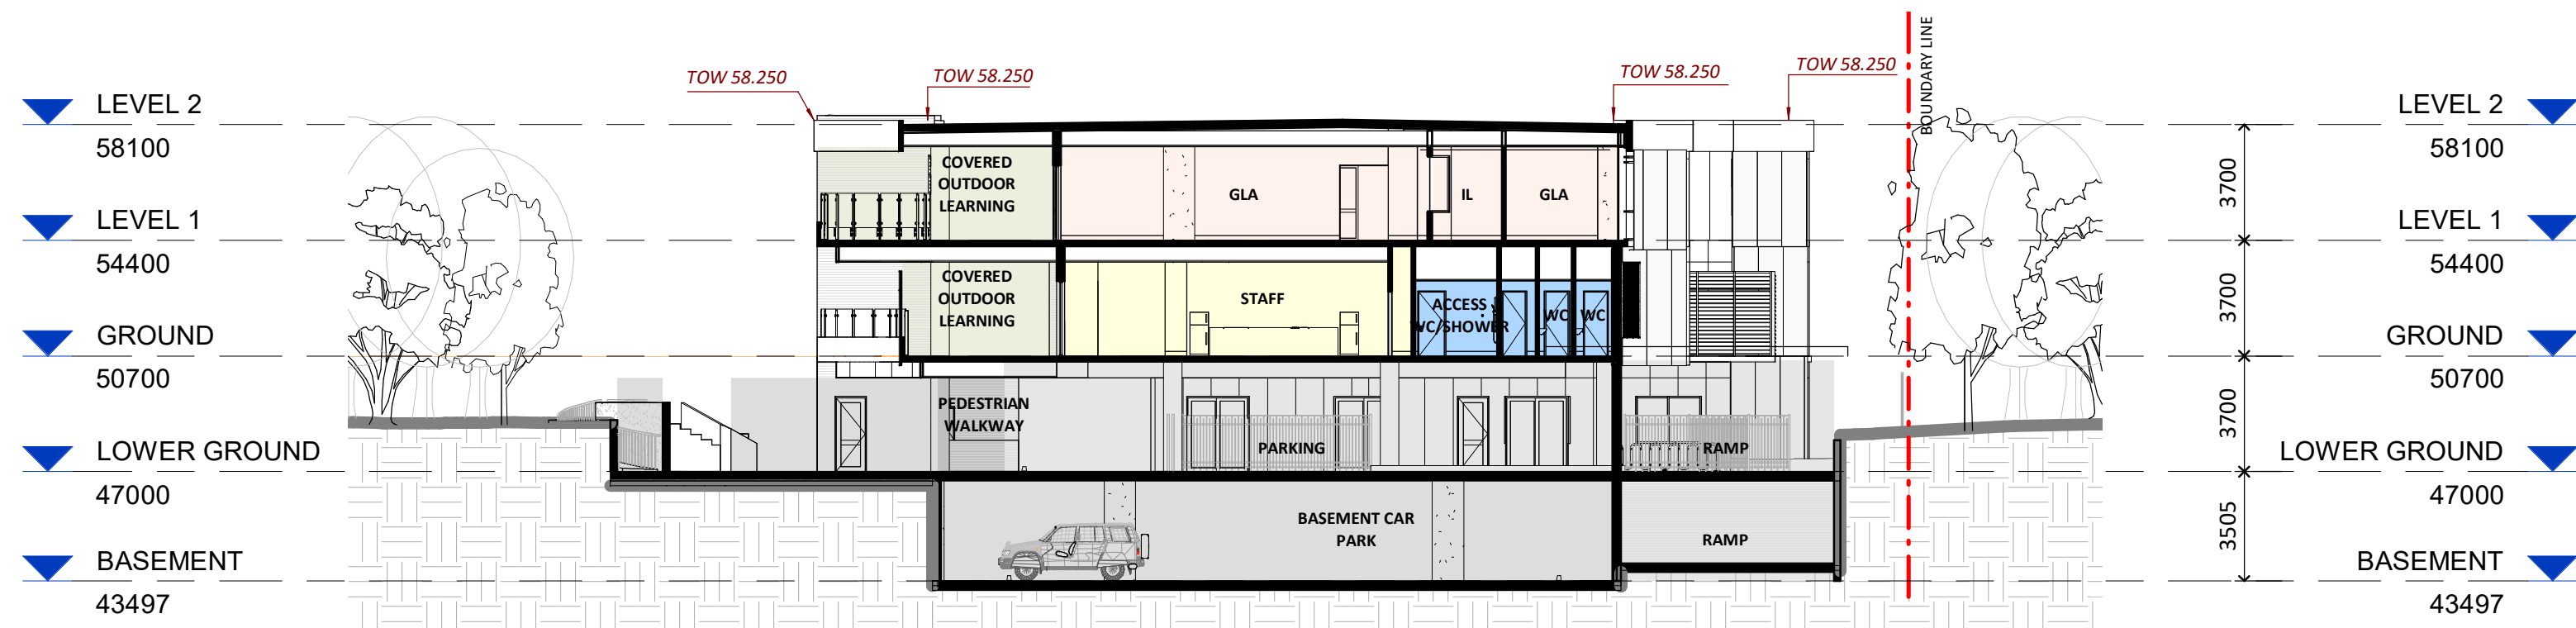 TOW 58.250
TOW 58.250
TOW 58.250
TOW 58.250
BOUNDARY LINE
LEVEL 2
58100
LEVEL 1
54400
GROUND
50700
LOWER GROUND
47000
BASEMENT
43497
COVERED
OUTDOOR
LEARNING
GLA
IL
GLA
COVERED
OUTDOOR
LEARNING
STAFF
ACCESS
WC/SHOWER
WC
WC
PEDESTRIAN
WALKWAY
PARKING
RAMP
BASEMENT CAR
PARK
RAMP
3700
3700
3700
3505
LEVEL 2
58100
LEVEL 1
54400
GROUND
50700
LOWER GROUND
47000
BASEMENT
43497